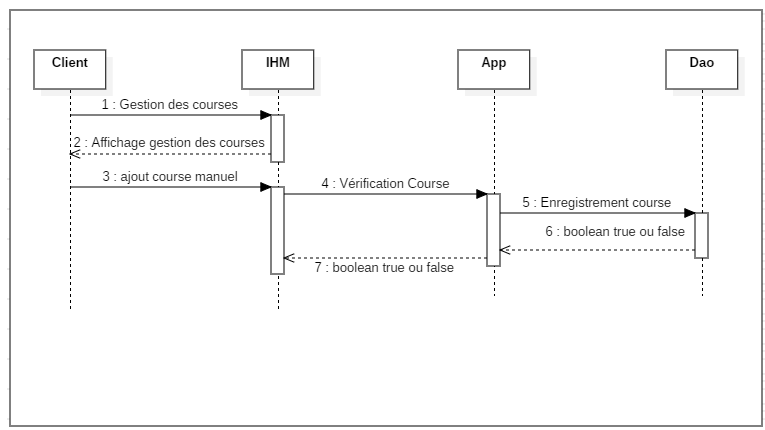 Client
IHM
App
Dao
1 : Gestion des courses
2 : Affichage gestion des courses
3 : ajout course manuel
4 : Vérification Course
5 : Enregistrement course
6 : boolean true ou false
7 : boolean true ou false